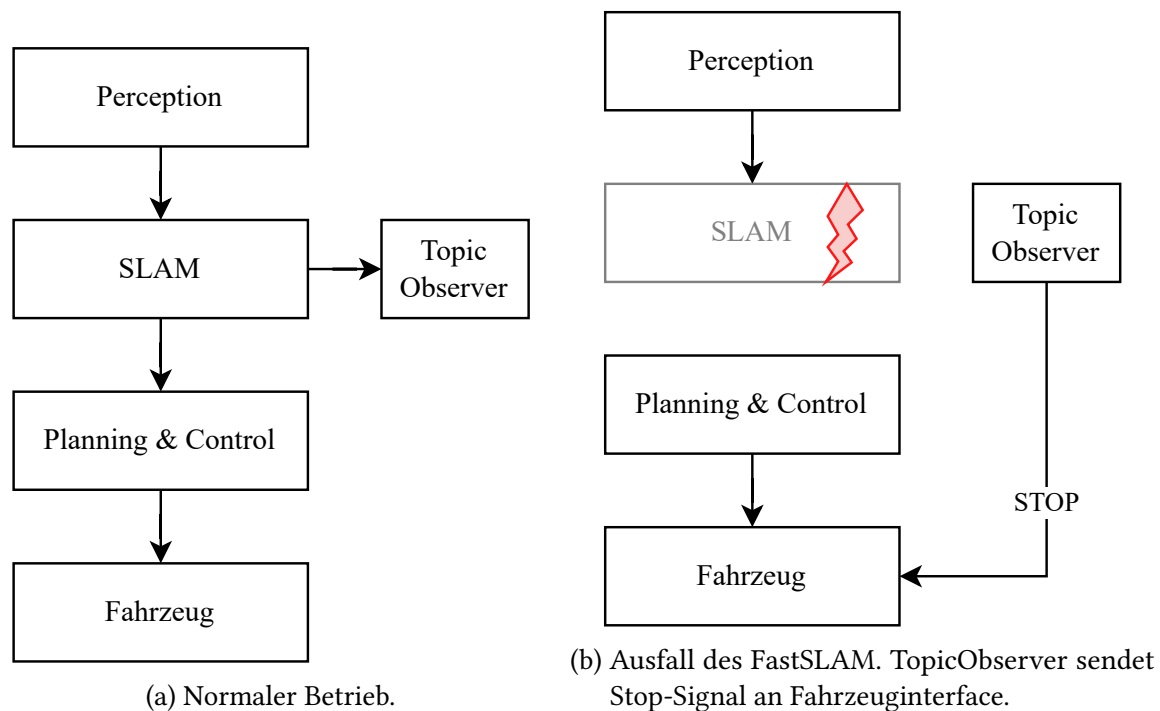 Perception
SLAM
Topic
Observer
Planning & Control
Fahrzeug
(a) Normaler Betrieb.
Perception
SLAM
Topic
Observer
Planning & Control
STOP
Fahrzeug
(b) Ausfall des FastSLAM. TopicObserver sendet
Stop-Signal an Fahrzeuginterface.